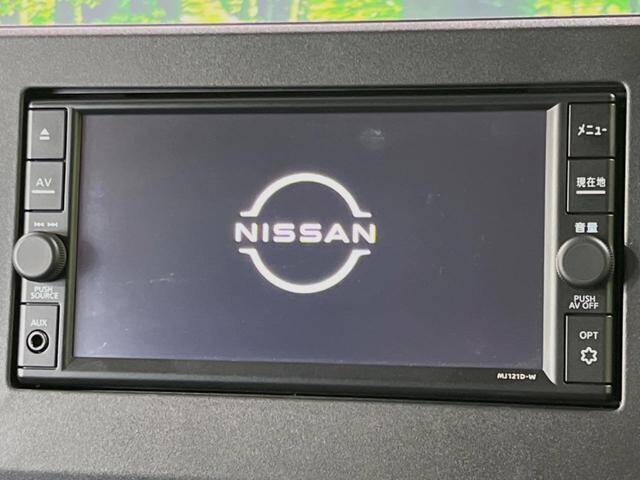 AV
PUSH
SOURCE
AUX
NISSAN
メニュー
現在地
音量
PUSH
AV OFF
OPT
MJ121D-W